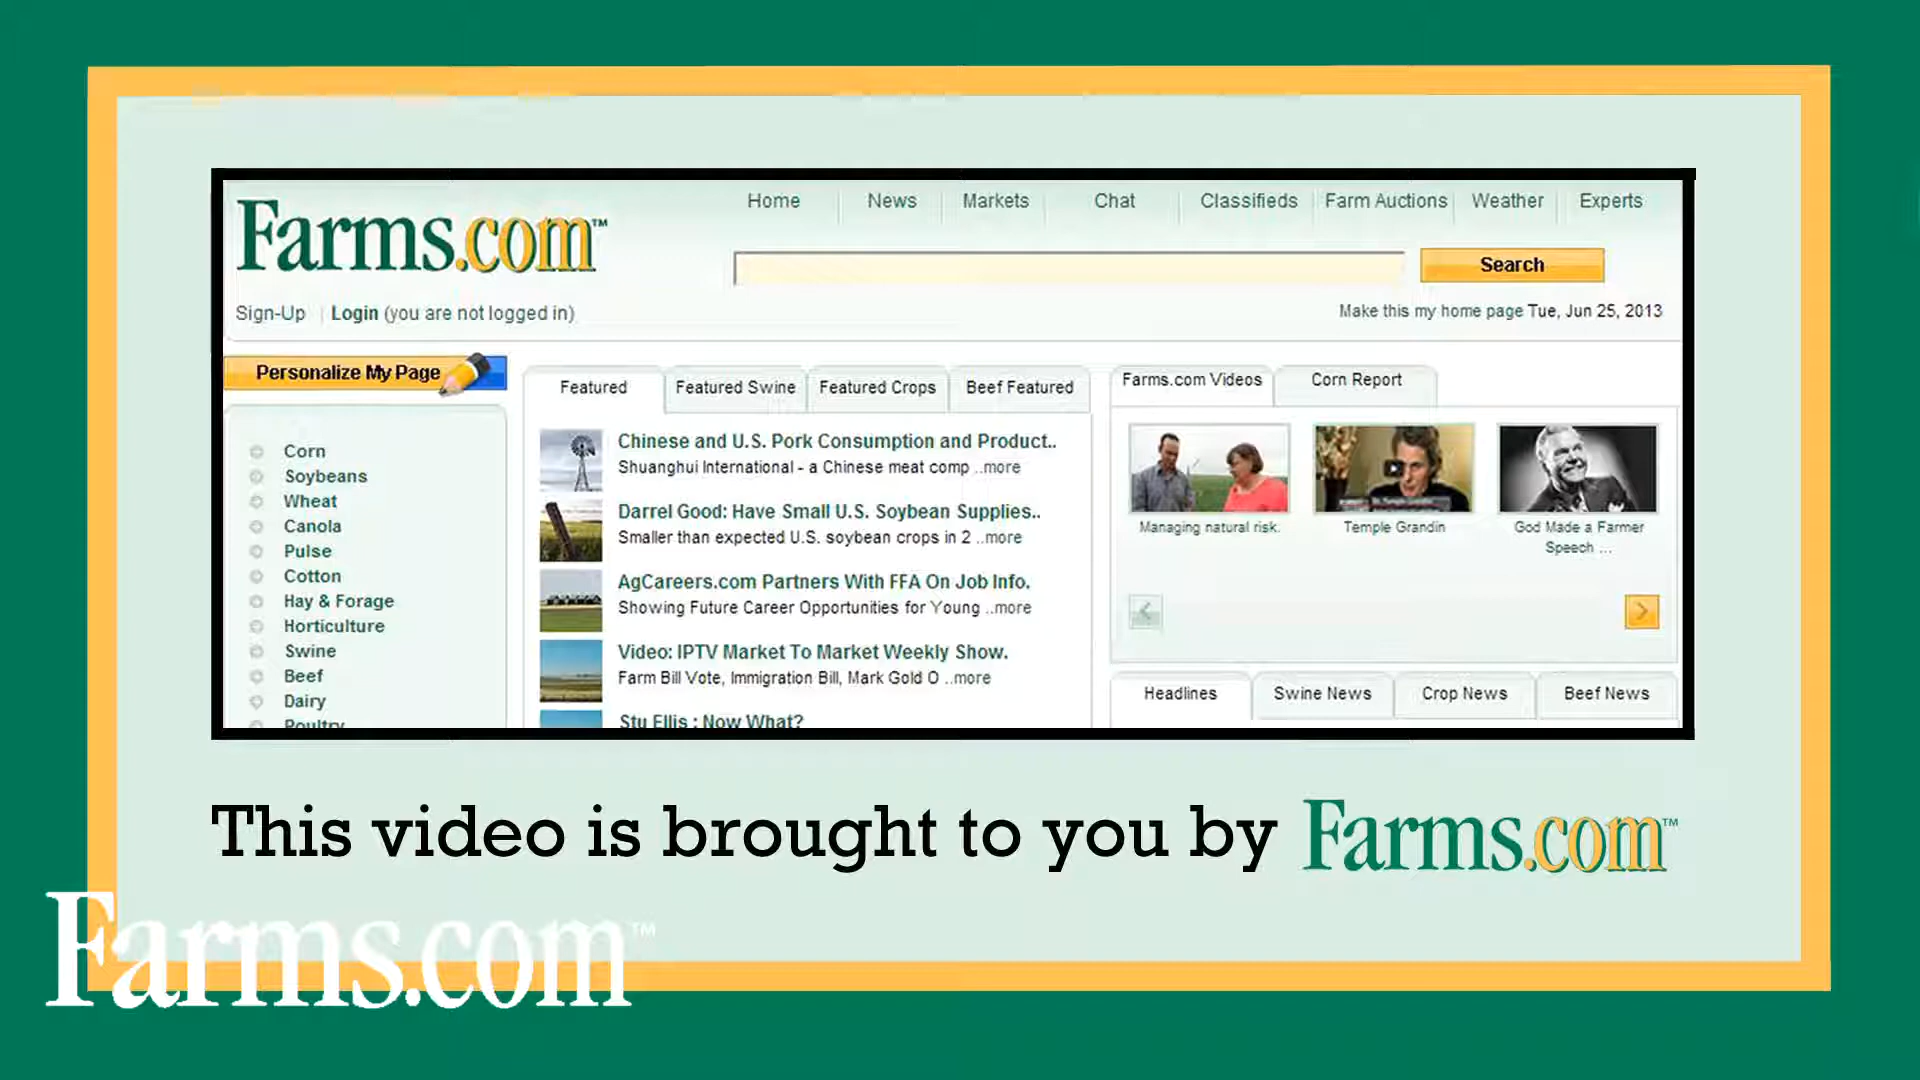 Farms.com™
Home News Markets Chat Classifieds Farm Auctions Weather Experts
Search
Sign-Up Login (you are not logged in)
Make this my home page Tue, Jun 25, 2013
Personalize My Page
Corn
Soybeans
Wheat
Canola
Pulse
Cotton
Hay & Forage
Horticulture
Swine
Beef
Dairy
Poultry
Featured Featured Swine Featured Crops Beef Featured
Chinese and U.S. Pork Consumption and Product..
Shuanghui International - a Chinese meat comp ..more
Darrel Good: Have Small U.S. Soybean Supplies..
Smaller than expected U.S. soybean crops in 2 ..more
AgCareers.com Partners With FFA On Job Info.
Showing Future Career Opportunities for Young ..more
Video: IPTV Market To Market Weekly Show.
Farm Bill Vote, Immigration Bill, Mark Gold O ..more
Stu Ellis : Now What?
Farms.com Videos Corn Report
Managing natural risk.
Temple Grandin
God Made a Farmer
Speech ...
Headlines Swine News Crop News Beef News
This video is brought to you by Farms.com™
Farms.com™